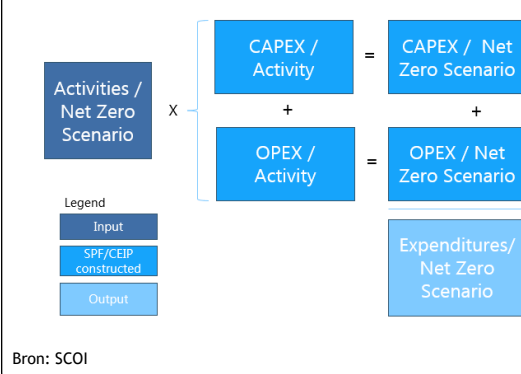 Activities /
Net Zero
Scenario
X
CAPEX /
Activity
=
CAPEX / Net
Zero Scenario
+
+
OPEX /
Activity
=
OPEX / Net
Zero Scenario
Expenditures/
Net Zero
Scenario
Legend
Input
SPF/CEIP
constructed
Output
Bron: SCOI